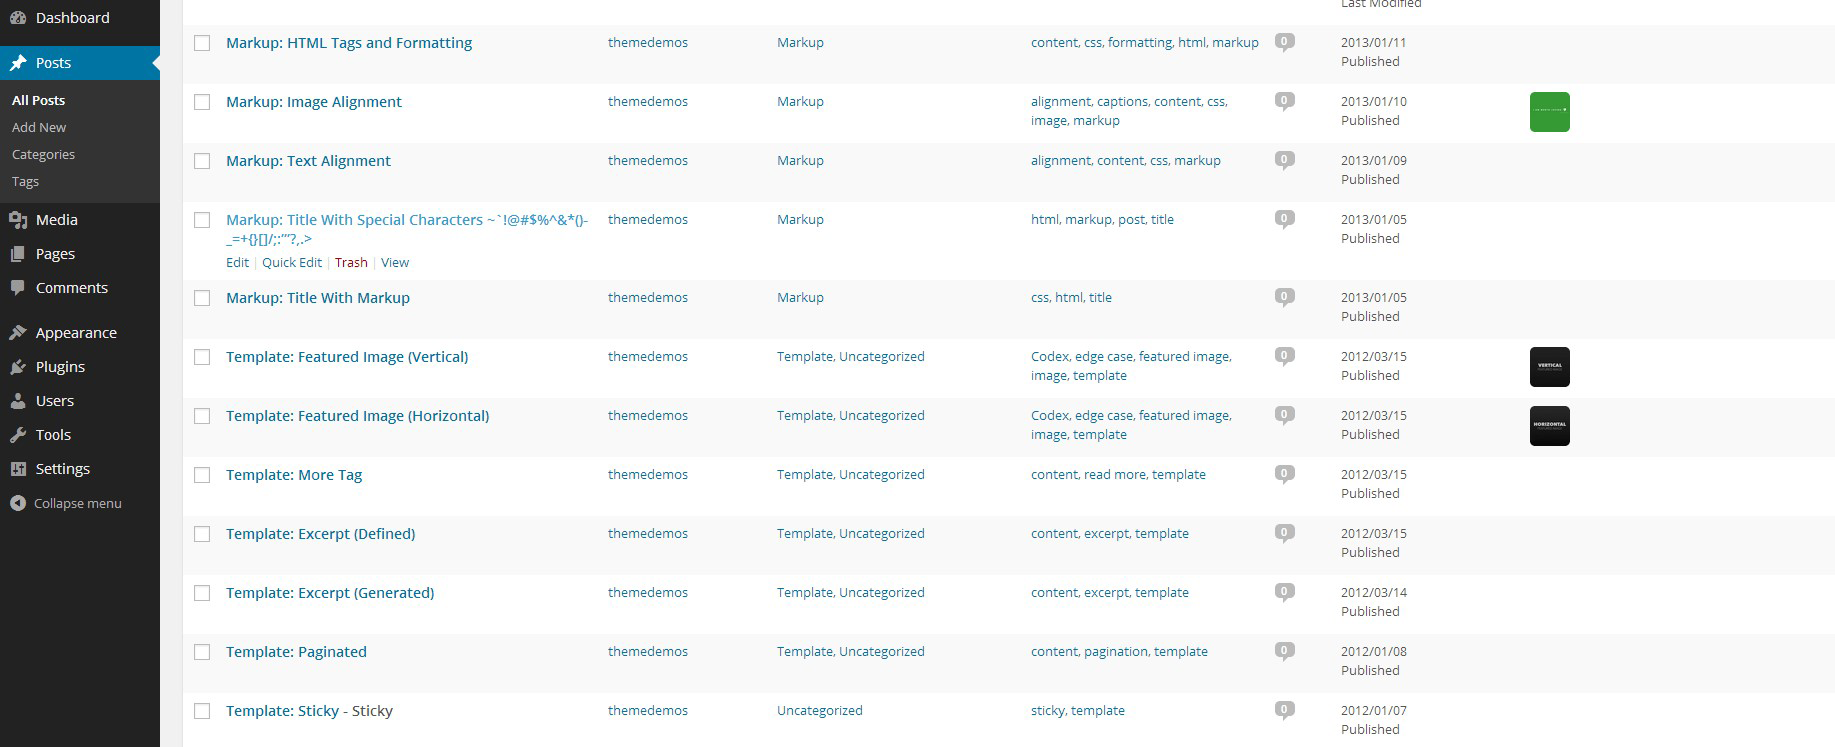 Last Modified
Dashboard
Posts
All Posts
Add New
Categories
Tags
Media
Pages
Comments
Appearance
Plugins
Users
Tools
Settings
Collapse menu
Markup: HTML Tags and Formatting themedemos Markup content, css, formatting, html, markup 0 2013/01/11
Published
Markup: Image Alignment themedemos Markup alignment, captions, content, css, 0 2013/01/10
image, markup Published
Markup: Text Alignment themedemos Markup alignment, content, css, markup 0 2013/01/09
Published
Markup: Title With Special Characters ~`!@#$%^&*()- themedemos Markup html, markup, post, title 0 2013/01/05
_=+{}[]/;:'"?,.> Published
Edit | Quick Edit | Trash | View
Markup: Title With Markup themedemos Markup css, html, title 0 2013/01/05
Published
Template: Featured Image (Vertical) themedemos Template, Uncategorized Codex, edge case, featured image, 0 2012/03/15
image, template Published
VERTICAL
Template: Featured Image (Horizontal) themedemos Template, Uncategorized Codex, edge case, featured image, 0 2012/03/15
image, template Published
HORIZONTAL
Template: More Tag themedemos Template, Uncategorized content, read more, template 0 2012/03/15
Published
Template: Excerpt (Defined) themedemos Template, Uncategorized content, excerpt, template 0 2012/03/15
Published
Template: Excerpt (Generated) themedemos Template, Uncategorized content, excerpt, template 0 2012/03/14
Published
Template: Paginated themedemos Template, Uncategorized content, pagination, template 0 2012/01/08
Published
Template: Sticky - Sticky themedemos Uncategorized sticky, template 0 2012/01/07
Published